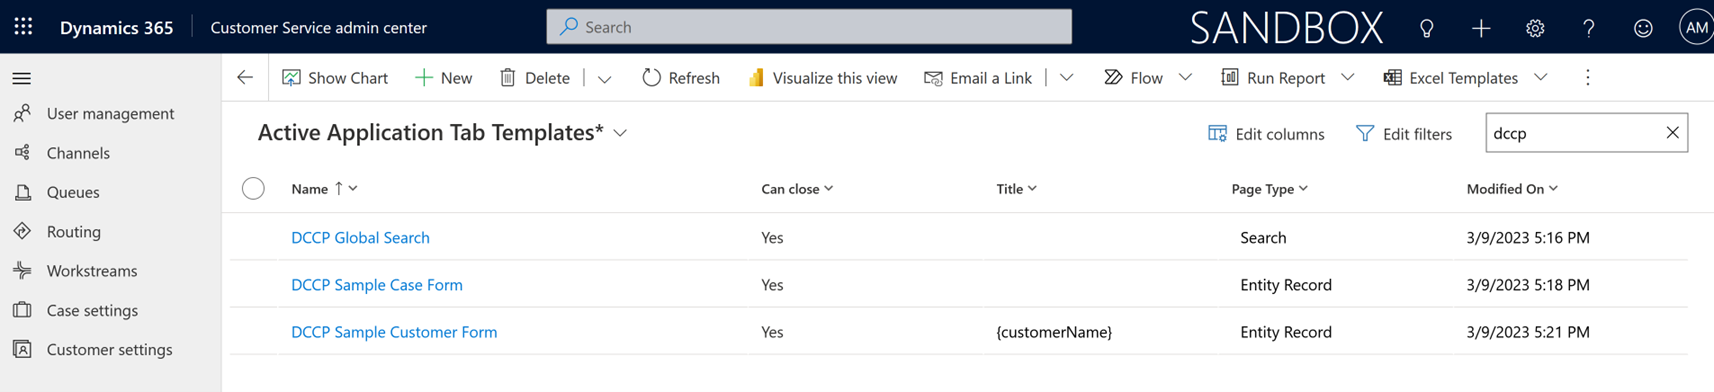 Dynamics 365 Customer Service admin center Search SANDBOX AM
Show Chart New Delete Refresh Visualize this view Email a Link Flow Run Report Excel Templates
User management
Channels
Queues
Routing
Workstreams
Case settings
Customer settings
Active Application Tab Templates* Edit columns Edit filters dccp
Name Can close Title Page Type Modified On
DCCP Global Search Yes Search 3/9/2023 5:16 PM
DCCP Sample Case Form Yes Entity Record 3/9/2023 5:18 PM
DCCP Sample Customer Form Yes {customerName} Entity Record 3/9/2023 5:21 PM